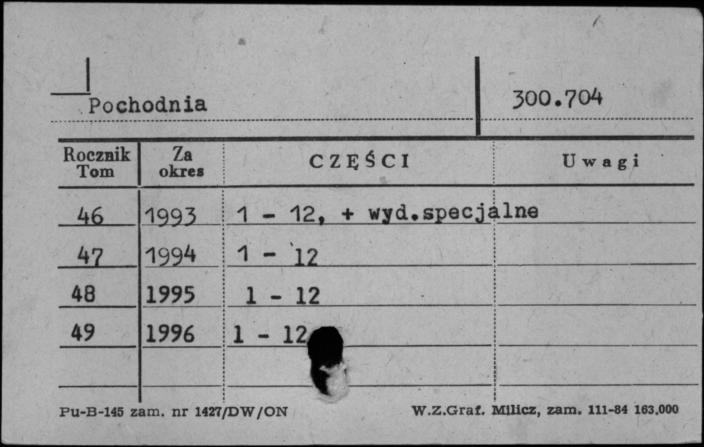 Pochodnia 300.704
Rocznik Tom Za okres CZĘŚCI Uwagi
46 1993 1 - 12, + wyd.specjalne
47 1994 1 - 12
48 1995 1 - 12
49 1996 1 - 12
Pu-B-145 zam. nr 1427/DW/ON W.Z.Graf. Milicz, zam. 111-84 163.000